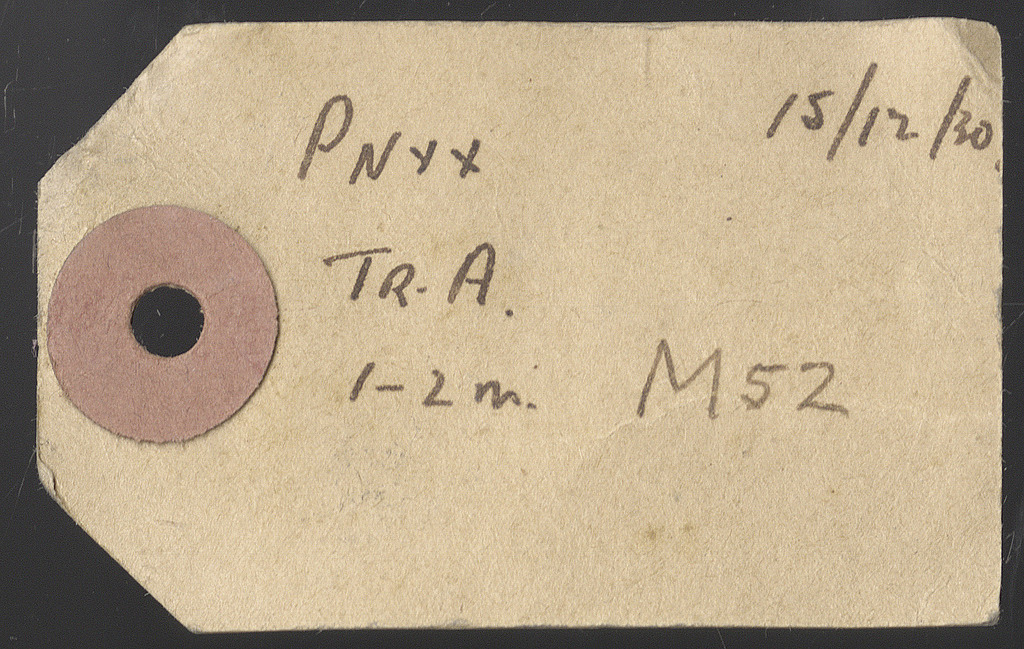 PNYX
15/12/30
TR. A.
1-2 m.
M52